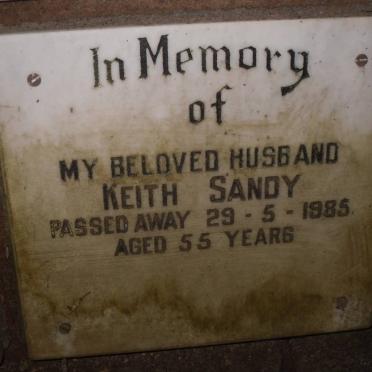 In Memory
of
MY BELOVED HUSBAND
KEITH SANDY
PASSED AWAY 29-5-1985
AGED 55 YEARS